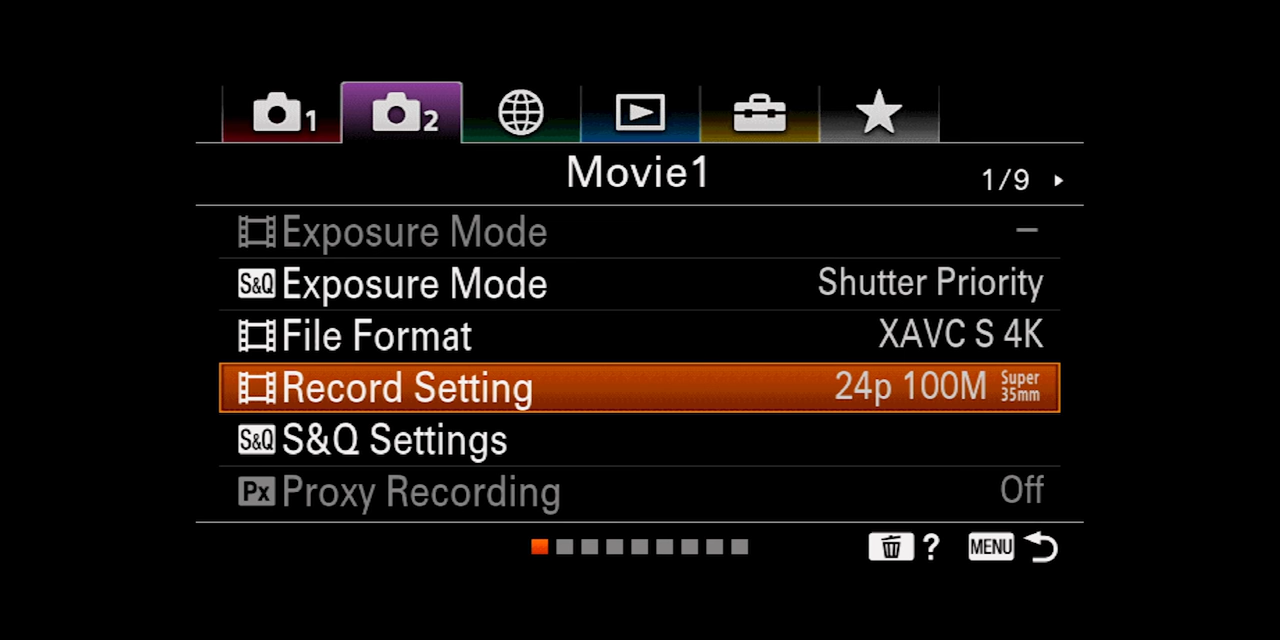 1 2
Movie1 1/9
Exposure Mode –
S&Q Exposure Mode Shutter Priority
File Format XAVC S 4K
Record Setting 24p 100M Super 35mm
S&Q S&Q Settings
Px Proxy Recording Off
? MENU